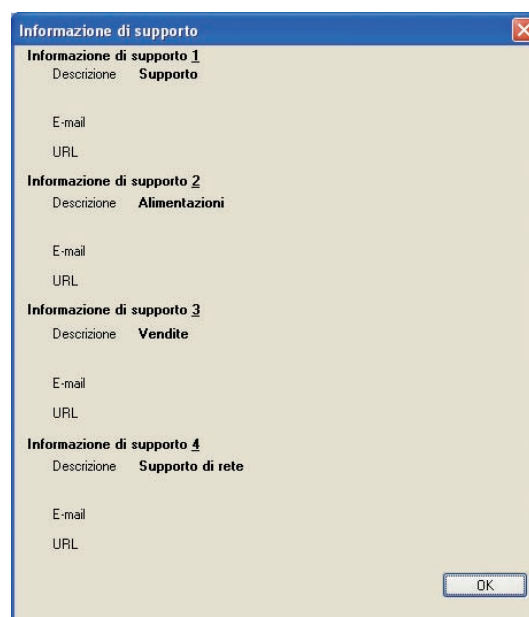 Informazione di supporto
Informazione di supporto 1
Descrizione Supporto
E-mail
URL
Informazione di supporto 2
Descrizione Alimentazioni
E-mail
URL
Informazione di supporto 3
Descrizione Vendite
E-mail
URL
Informazione di supporto 4
Descrizione Supporto di rete
E-mail
URL
OK